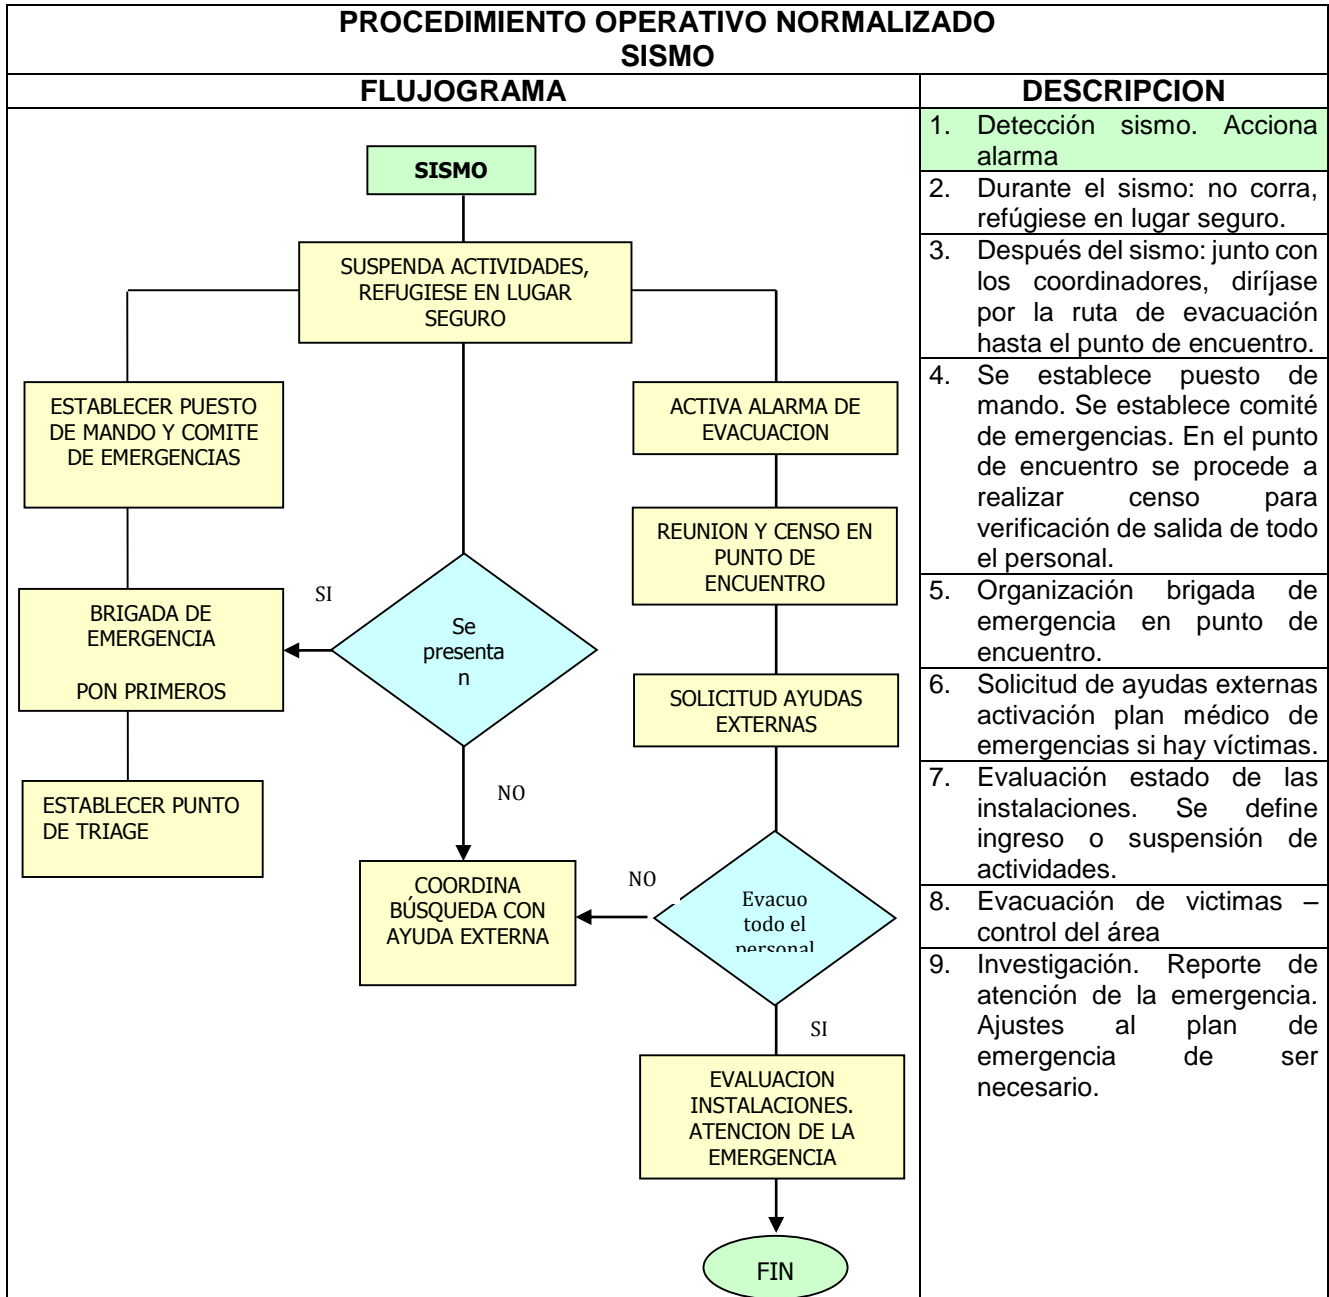 PROCEDIMIENTO OPERATIVO NORMALIZADO
SISMO
FLUJOGRAMA
DESCRIPCION
SISMO
SUSPENDA ACTIVIDADES,
REFUGIESE EN LUGAR
SEGURO
ESTABLECER PUESTO
DE MANDO Y COMITE
DE EMERGENCIAS
ACTIVA ALARMA DE
EVACUACION
REUNION Y CENSO EN
PUNTO DE
ENCUENTRO
SI
BRIGADA DE
EMERGENCIA
PON PRIMEROS
Se
presenta
n
SOLICITUD AYUDAS
EXTERNAS
ESTABLECER PUNTO
DE TRIAGE
NO
COORDINA
BÚSQUEDA CON
AYUDA EXTERNA
NO
Evacuo
todo el
personal
SI
EVALUACION
INSTALACIONES.
ATENCION DE LA
EMERGENCIA
FIN
1. Detección sismo. Acciona
alarma
2. Durante el sismo: no corra,
refúgiese en lugar seguro.
3. Después del sismo: junto con
los coordinadores, diríjase
por la ruta de evacuación
hasta el punto de encuentro.
4. Se establece puesto de
mando. Se establece comité
de emergencias. En el punto
de encuentro se procede a
realizar censo para
verificación de salida de todo
el personal.
5. Organización brigada de
emergencia en punto de
encuentro.
6. Solicitud de ayudas externas
activación plan médico de
emergencias si hay víctimas.
7. Evaluación estado de las
instalaciones. Se define
ingreso o suspensión de
actividades.
8. Evacuación de victimas –
control del área
9. Investigación. Reporte de
atención de la emergencia.
Ajustes al plan de
emergencia de ser
necesario.